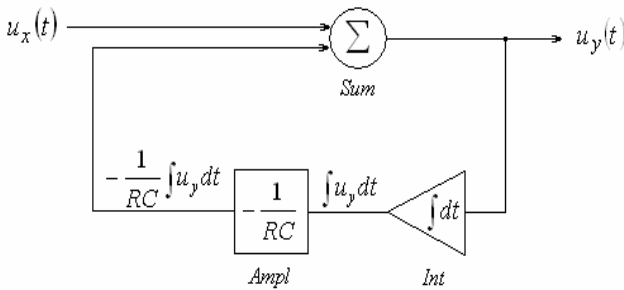 u_x(t)
∑
u_y(t)
Sum
-1/RC ∫u_y dt
-1/RC
∫u_y dt
∫dt
Ampl
Int